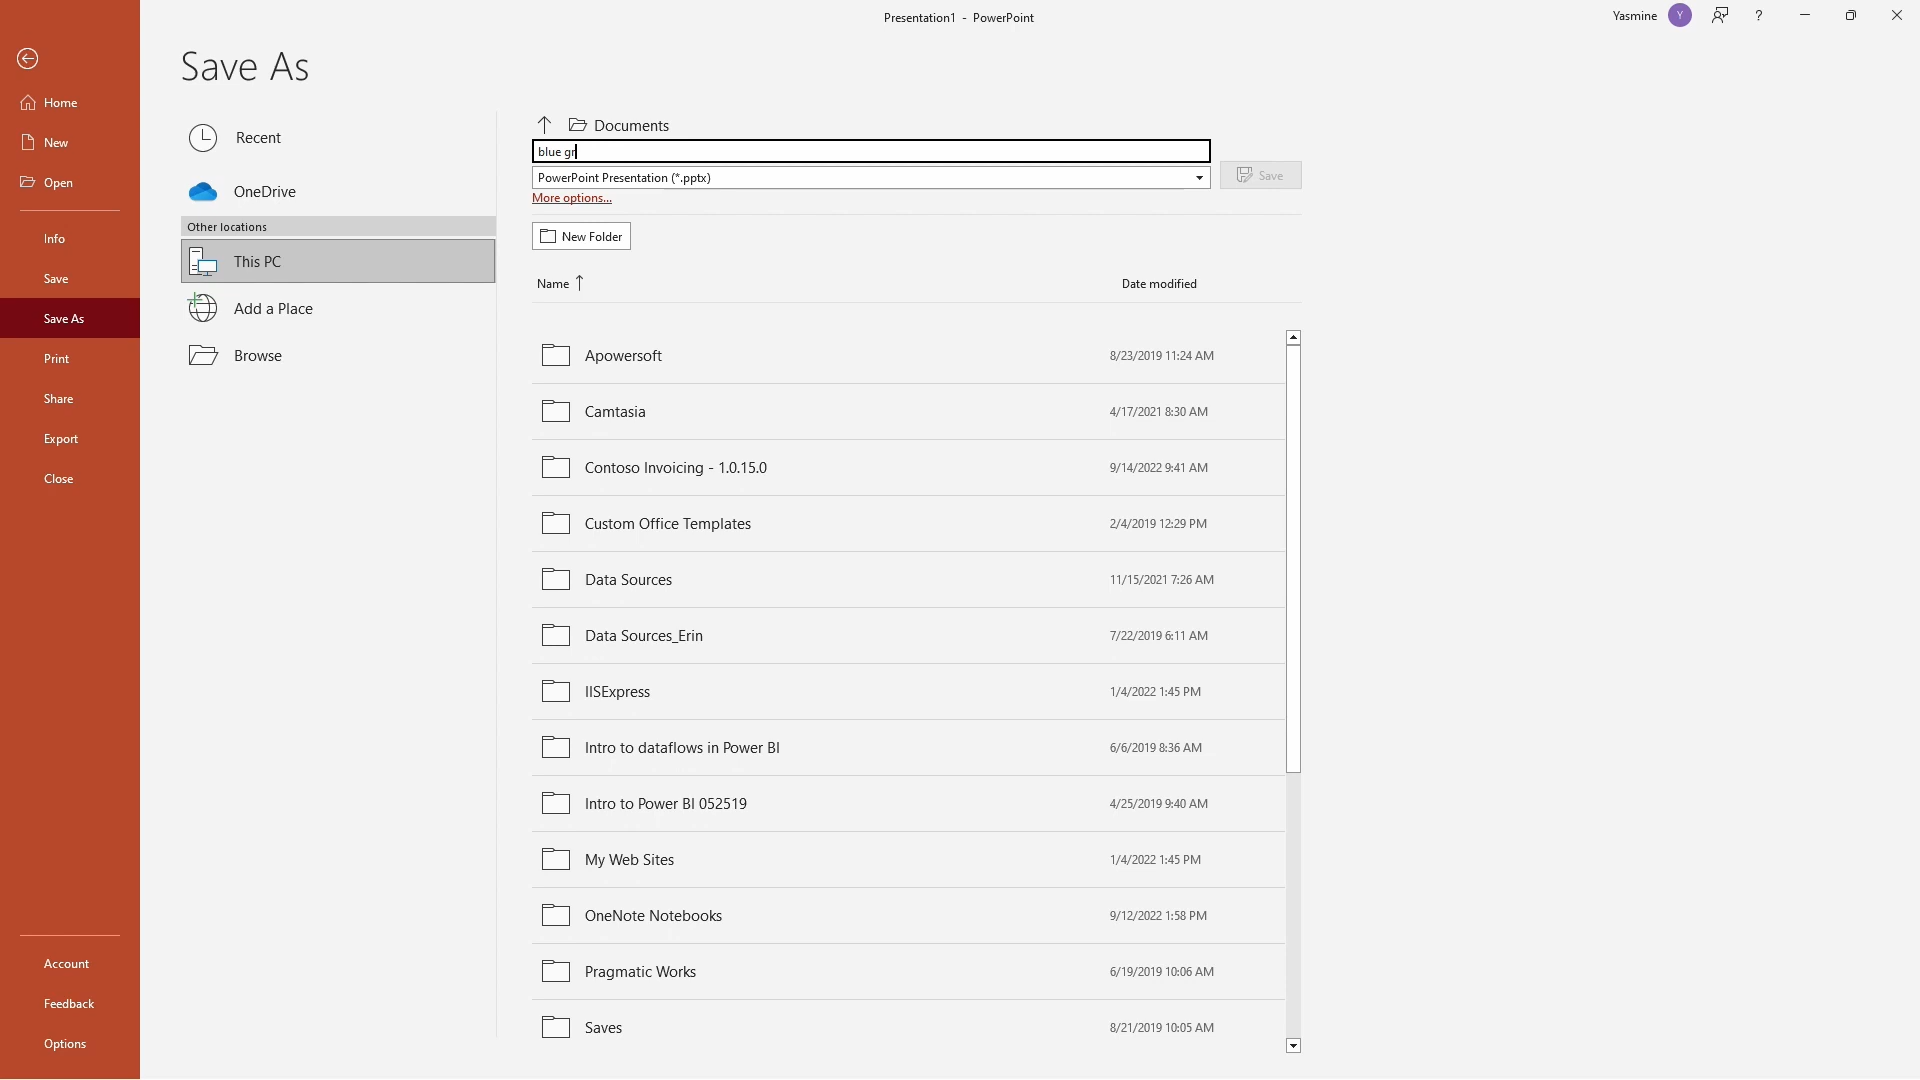 Presentation1 - PowerPoint
Yasmine
Y
?
Save As
Home
New
Open
Info
Save
Save As
Print
Share
Export
Close
Account
Feedback
Options
Recent
OneDrive
Other locations
This PC
Add a Place
Browse
Documents
blue gr
PowerPoint Presentation (*.pptx)
Save
More options...
New Folder
Name
Date modified
Apowersoft 8/23/2019 11:24 AM
Camtasia 4/17/2021 8:30 AM
Contoso Invoicing - 1.0.15.0 9/14/2022 9:41 AM
Custom Office Templates 2/4/2019 12:29 PM
Data Sources 11/15/2021 7:26 AM
Data Sources_Erin 7/22/2019 6:11 AM
IISExpress 1/4/2022 1:45 PM
Intro to dataflows in Power BI 6/6/2019 8:36 AM
Intro to Power BI 052519 4/25/2019 9:40 AM
My Web Sites 1/4/2022 1:45 PM
OneNote Notebooks 9/12/2022 1:58 PM
Pragmatic Works 6/19/2019 10:06 AM
Saves 8/21/2019 10:05 AM